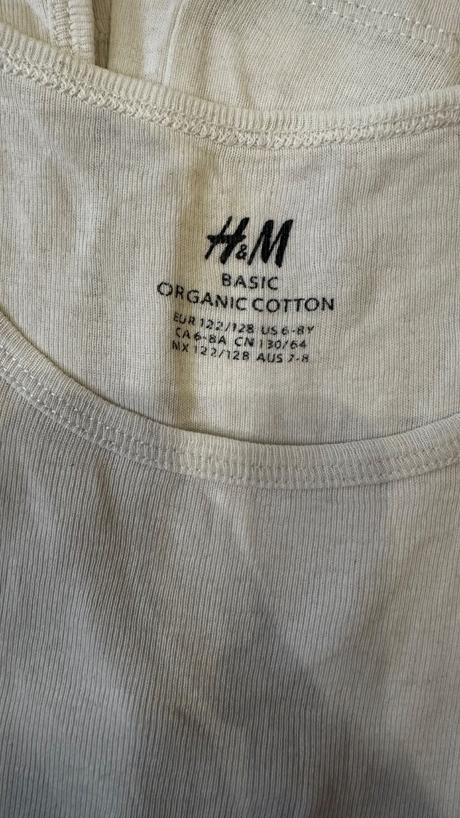 H&M
BASIC
ORGANIC COTTON
EUR 122/128 US 6-8Y
CA 6-8A CN 130/64
MX 122/128 AUS 7-8